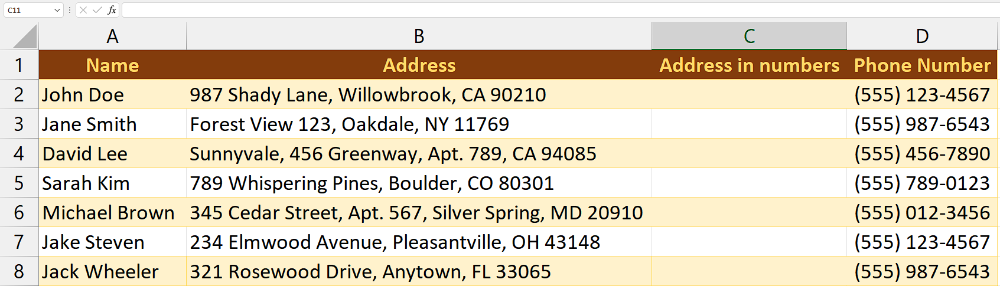 C11 fx
A B C D
1 Name Address Address in numbers Phone Number
2 John Doe 987 Shady Lane, Willowbrook, CA 90210 (555) 123-4567
3 Jane Smith Forest View 123, Oakdale, NY 11769 (555) 987-6543
4 David Lee Sunnyvale, 456 Greenway, Apt. 789, CA 94085 (555) 456-7890
5 Sarah Kim 789 Whispering Pines, Boulder, CO 80301 (555) 789-0123
6 Michael Brown 345 Cedar Street, Apt. 567, Silver Spring, MD 20910 (555) 012-3456
7 Jake Steven 234 Elmwood Avenue, Pleasantville, OH 43148 (555) 123-4567
8 Jack Wheeler 321 Rosewood Drive, Anytown, FL 33065 (555) 987-6543